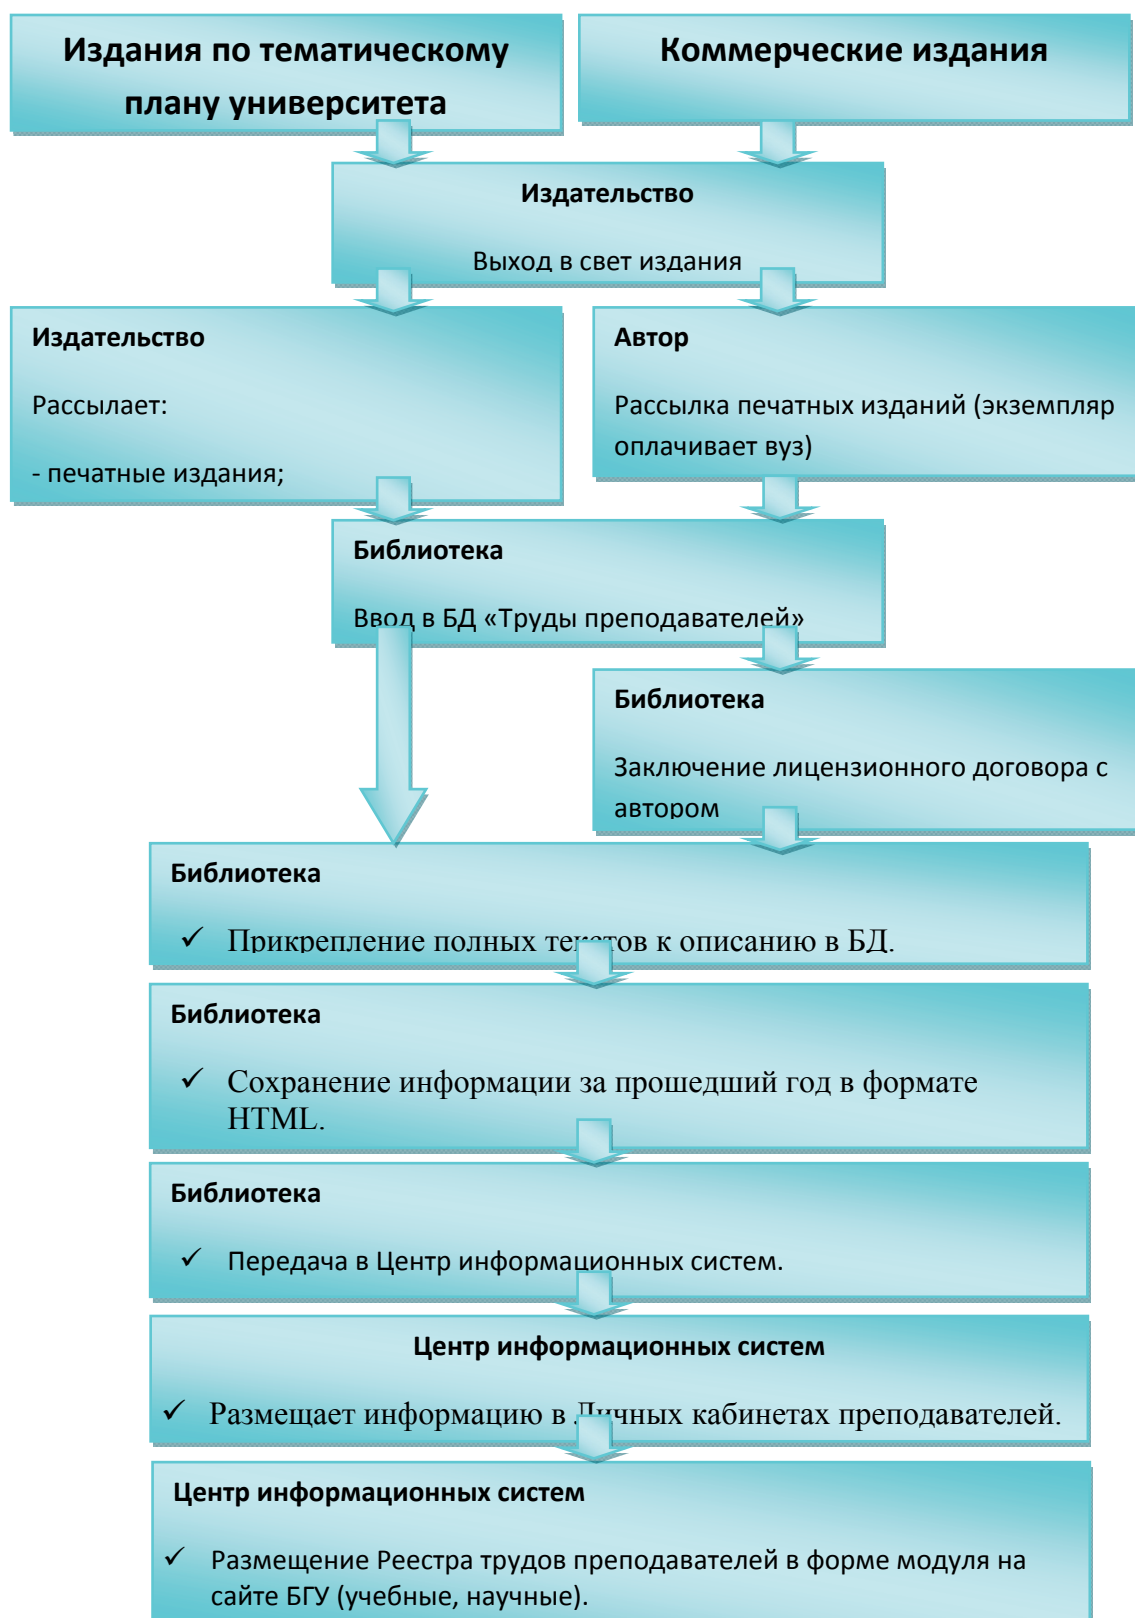 Издания по тематическому
плану университета
Коммерческие издания
Издательство
Выход в свет издания
Издательство
Рассылает:
- печатные издания;
Автор
Рассылка печатных изданий (экземпляр
оплачивает вуз)
Библиотека
Ввод в БД «Труды преподавателей»
Библиотека
Заключение лицензионного договора с
автором
Библиотека
✓ Прикрепление полных текстов к описанию в БД.
Библиотека
✓ Сохранение информации за прошедший год в формате
HTML.
Библиотека
✓ Передача в Центр информационных систем.
Центр информационных систем
✓ Размещает информацию в Личных кабинетах преподавателей.
Центр информационных систем
✓ Размещение Реестра трудов преподавателей в форме модуля на
сайте БГУ (учебные, научные).